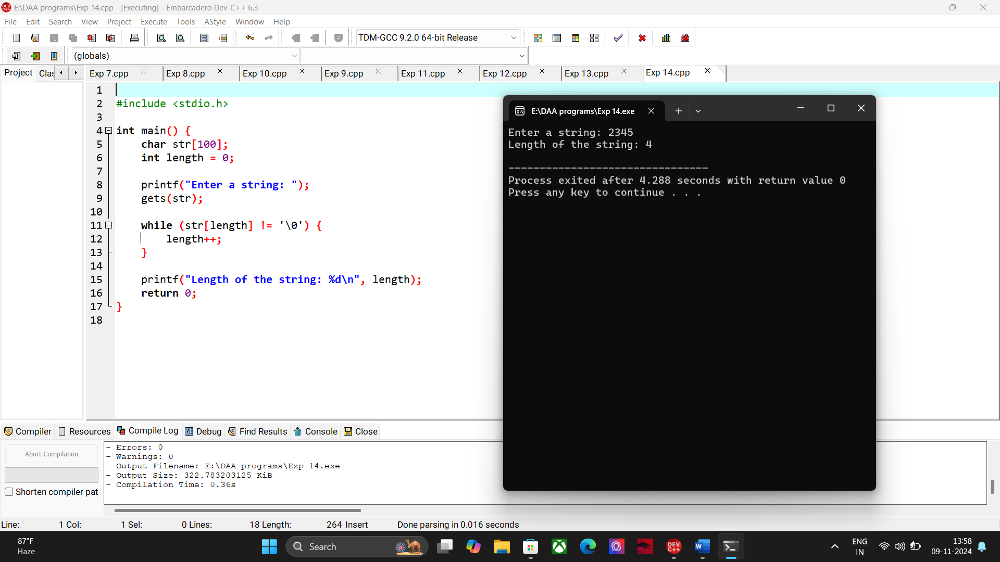 E:\DAA programs\Exp 14.cpp - [Executing] - Embarcadero Dev-C++ 6.3
File Edit Search View Project Execute Tools AStyle Window Help
TDM-GCC 9.2.0 64-bit Release
(globals)
Project Clas Exp 7.cpp Exp 8.cpp Exp 10.cpp Exp 9.cpp Exp 11.cpp Exp 12.cpp Exp 13.cpp Exp 14.cpp
1
2 #include <stdio.h>
3
4 int main() {
5 char str[100];
6 int length = 0;
7
8 printf("Enter a string: ");
9 gets(str);
10
11 while (str[length] != '\0') {
12 length++;
13 }
14
15 printf("Length of the string: %d\n", length);
16 return 0;
17 }
18
E:\DAA programs\Exp 14.exe
Enter a string: 2345
Length of the string: 4
--------------------------------
Process exited after 4.288 seconds with return value 0
Press any key to continue . . .
Compiler Resources Compile Log Debug Find Results Console Close
Abort Compilation
Shorten compiler pat
- Errors: 0
- Warnings: 0
- Output Filename: E:\DAA programs\Exp 14.exe
- Output Size: 322.783203125 KiB
- Compilation Time: 0.36s
Line: 1 Col: 1 Sel: 0 Lines: 18 Length: 264 Insert Done parsing in 0.016 seconds
87°F
Haze
Search
DEV C++
W
ENG
IN
13:58
09-11-2024